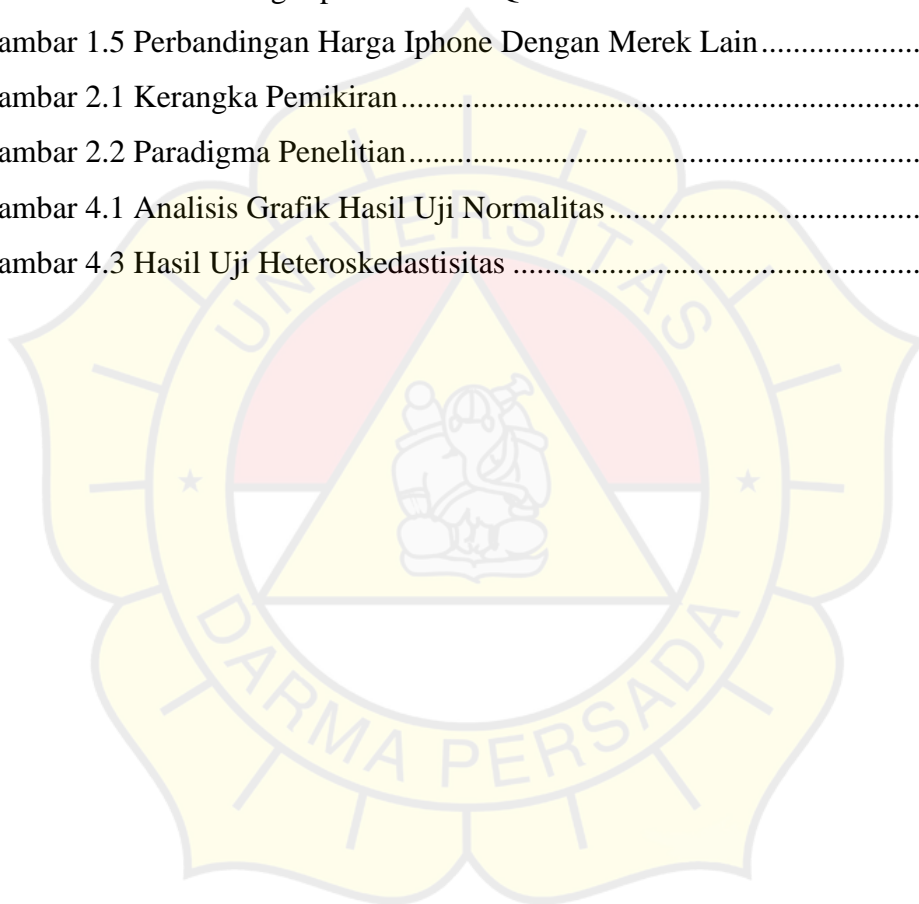 ambar 1.5 Perbandingan Harga Iphone Dengan Merek Lain....................
ambar 2.1 Kerangka Pemikiran...............................................................
ambar 2.2 Paradigma Penelitian..............................................................
ambar 4.1 Analisis Grafik Hasil Uji Normalitas.....................................
ambar 4.3 Hasil Uji Heteroskedastisitas .................................................
UNIVERSITAS
DARMA PERSADA